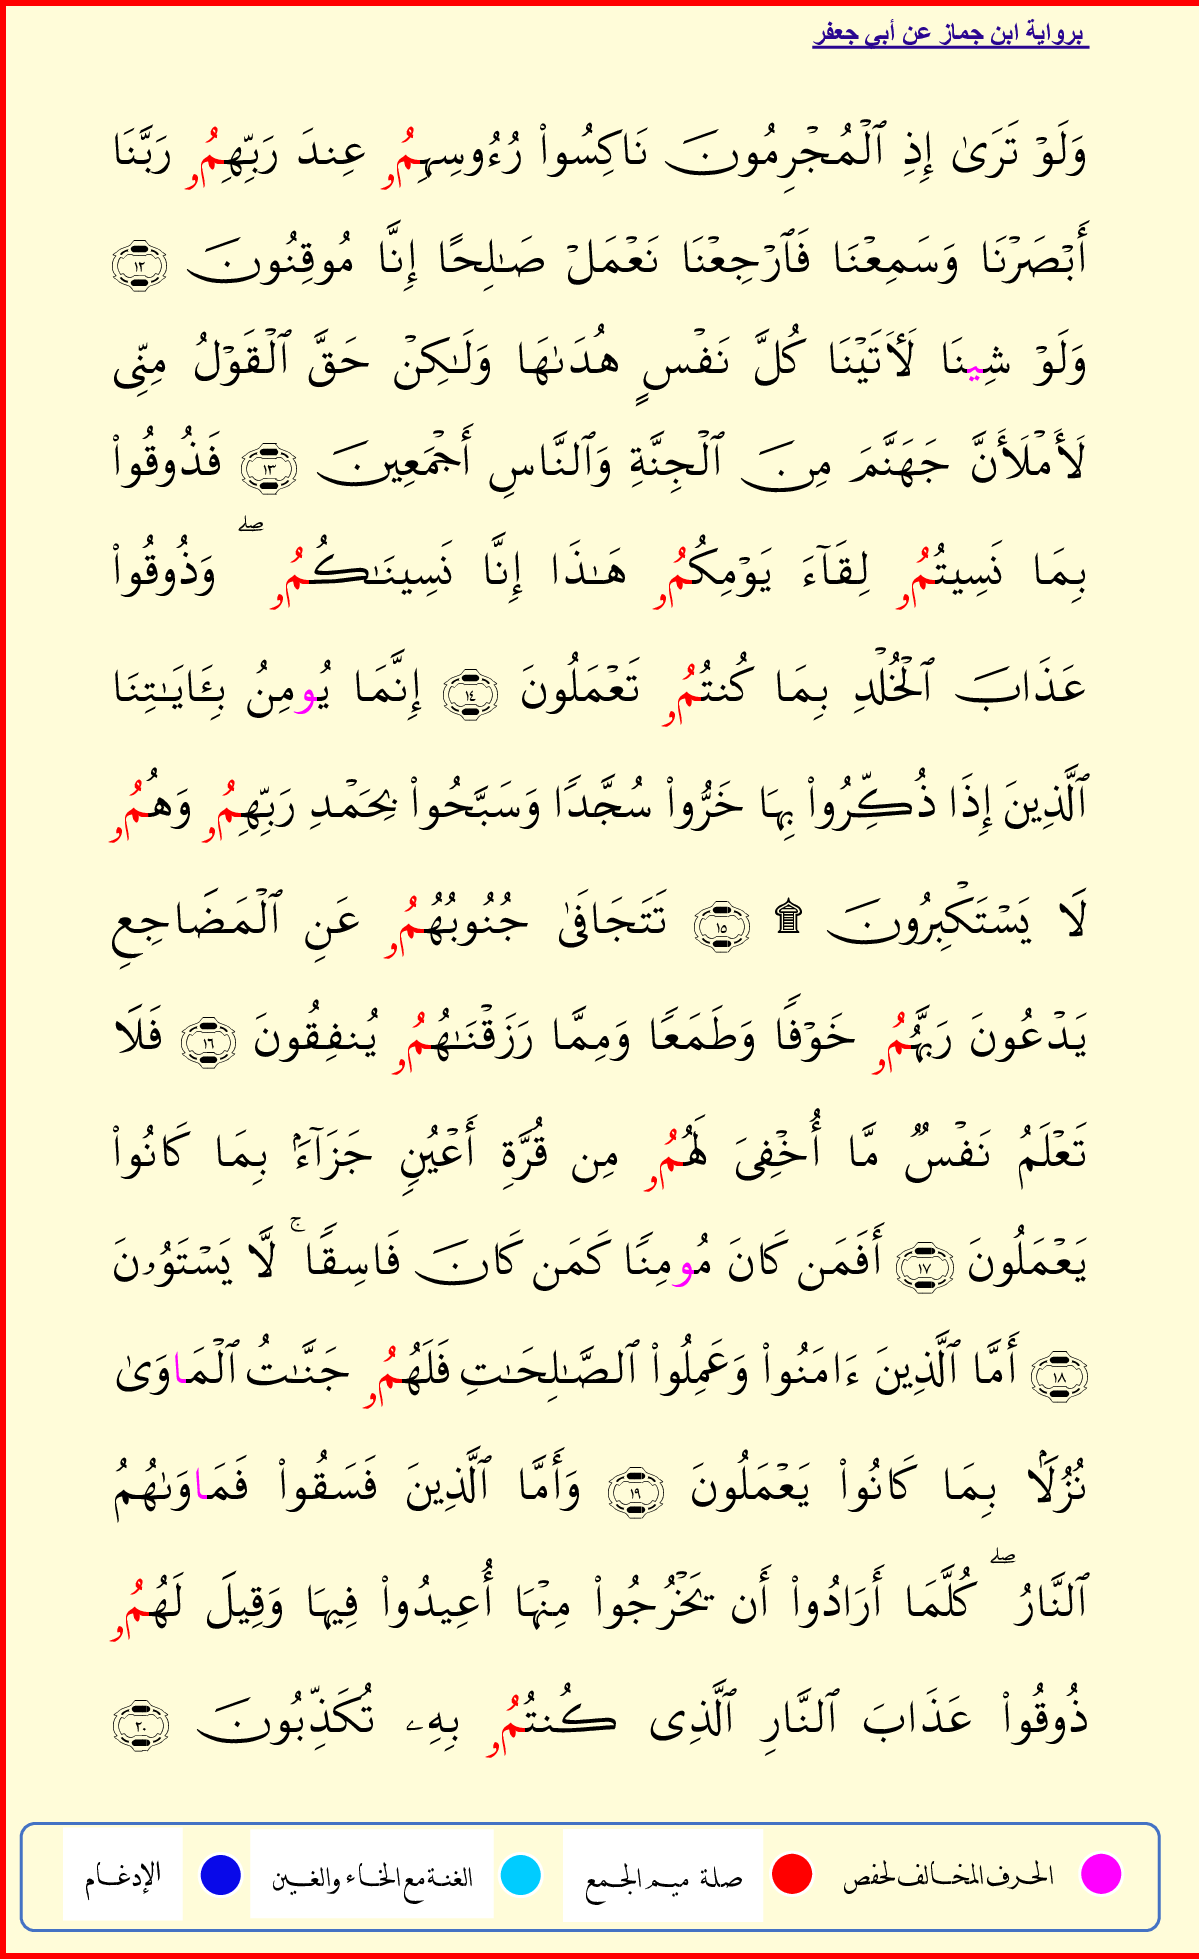 برواية ابن جماز عن أبي جعفر
وَلَوۡ تَرَىٰ إِذِ ٱلۡمُجۡرِمُونَ نَاكِسُواْ رُءُوسِهِمُۥ عِندَ رَبِّهِمُۥ رَبَّنَا
أَبۡصَرۡنَا وَسَمِعۡنَا فَٱرۡجِعۡنَا نَعۡمَلۡ صَٰلِحًا إِنَّا مُوقِنُونَ ١٢
وَلَوۡ شِينَا لَأٓتَيۡنَا كُلَّ نَفۡسٍ هُدَىٰهَا وَلَٰكِنۡ حَقَّ ٱلۡقَوۡلُ مِنِّي
لَأَمۡلَأَنَّ جَهَنَّمَ مِنَ ٱلۡجِنَّةِ وَٱلنَّاسِ أَجۡمَعِينَ ١٣ فَذُوقُواْ
بِمَا نَسِيتُمُۥ لِقَآءَ يَوۡمِكُمُۥ هَٰذَا إِنَّا نَسِينَٰكُمُۥ ۖ وَذُوقُواْ
عَذَابَ ٱلۡخُلۡدِ بِمَا كُنتُمُۥ تَعۡمَلُونَ ١٤ إِنَّمَا يُومِنُ بِـَٔايَٰتِنَا
ٱلَّذِينَ إِذَا ذُكِّرُواْ بِهَا خَرُّواْ سُجَّدًا وَسَبَّحُواْ بِحَمۡدِ رَبِّهِمُۥ وَهُمُۥ
لَا يَسۡتَكۡبِرُونَ ۩ ١٥ تَتَجَافَىٰ جُنُوبُهُمُۥ عَنِ ٱلۡمَضَاجِعِ
يَدۡعُونَ رَبَّهُمُۥ خَوۡفًا وَطَمَعًا وَمِمَّا رَزَقۡنَٰهُمُۥ يُنفِقُونَ ١٦ فَلَا
تَعۡلَمُ نَفۡسٌ مَّا أُخۡفِيَ لَهُمُۥ مِن قُرَّةِ أَعۡيُنٍ جَزَآءَۢ بِمَا كَانُواْ
يَعۡمَلُونَ ١٧ أَفَمَن كَانَ مُومِنًا كَمَن كَانَ فَاسِقًا ۚ لَّا يَسۡتَوُۥنَ
١٨ أَمَّا ٱلَّذِينَ ءَامَنُواْ وَعَمِلُواْ ٱلصَّٰلِحَٰتِ فَلَهُمُۥ جَنَّٰتُ ٱلۡمَاوَىٰ
نُزُلَۢا بِمَا كَانُواْ يَعۡمَلُونَ ١٩ وَأَمَّا ٱلَّذِينَ فَسَقُواْ فَمَاوَىٰهُمُ
ٱلنَّارُ ۖ كُلَّمَا أَرَادُواْ أَن يَخۡرُجُواْ مِنۡهَا أُعِيدُواْ فِيهَا وَقِيلَ لَهُمُۥ
ذُوقُواْ عَذَابَ ٱلنَّارِ ٱلَّذِي كُنتُمُۥ بِهِۦ تُكَذِّبُونَ ٢٠
الحرف المخالف لحفص صلة ميم الجمع الغنة مع الخاء والغين الإدغام